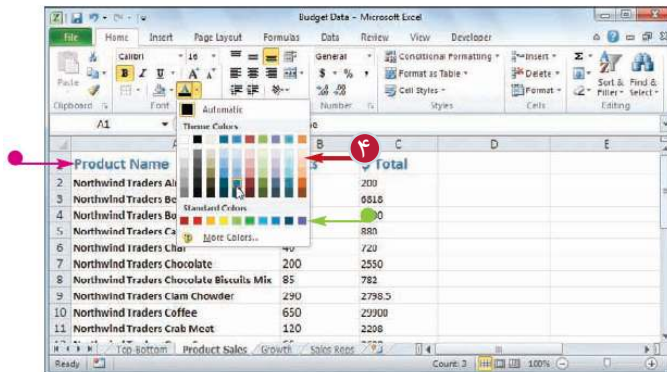 Budget Data - Microsoft Excel
File Home Insert Page Layout Formulas Data Review View Developer
Calibri 16 General Conditional Formatting Insert
Paste B I U $ % , Format as Table Delete Sort & Find &
Cell Styles Format Filter Select
Clipboard Font Number Styles Cells Editing
Automatic
A1
Theme Colors
A B C D E
Product Name $ Total
۴
2 Northwind Traders 200
3 Northwind Traders 6818
4 Northwind Traders
Standard Colors
5 Northwind Traders 880
More Colors...
6 Northwind Traders Chai 40 720
7 Northwind Traders Chocolate 200 2550
8 Northwind Traders Chocolate Biscuits Mix 85 782
9 Northwind Traders Clam Chowder 290 2798.5
10 Northwind Traders Coffee 650 29900
11 Northwind Traders Crab Meat 120 2208
Top-Bottom Product Sales Growth Sales Reps
Ready Count: 3 100%